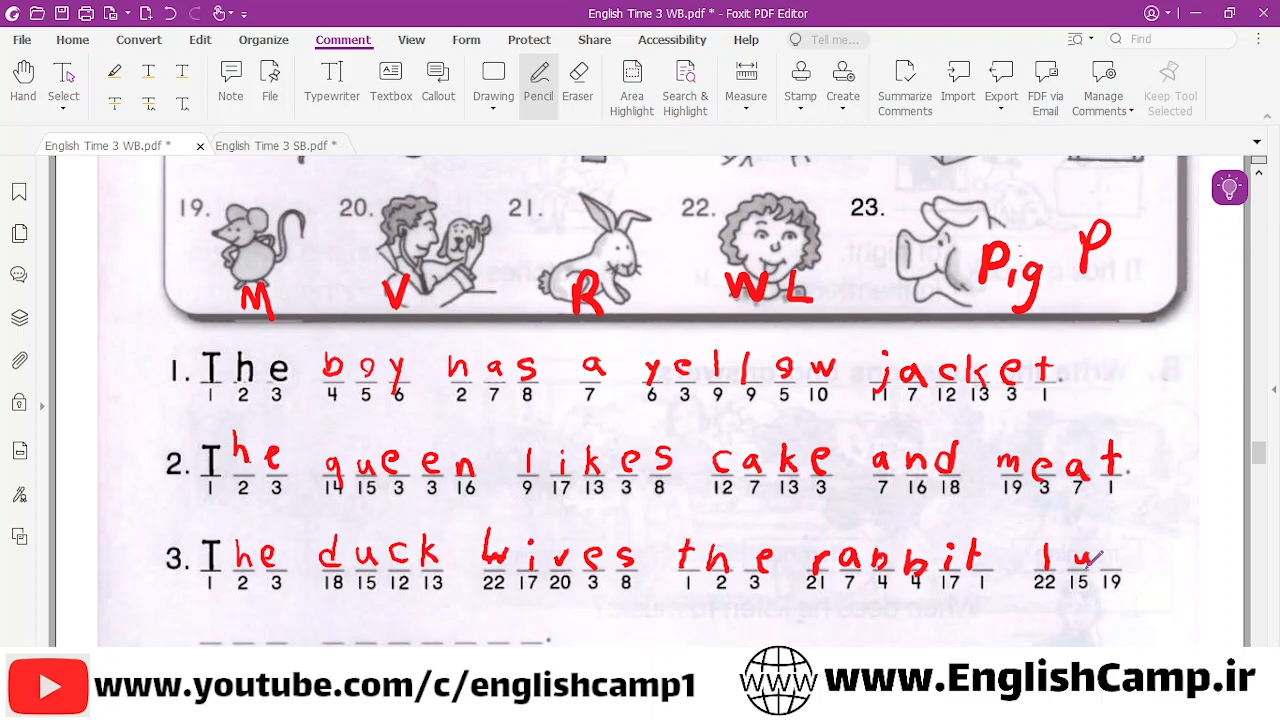 English Time 3 WB.pdf * - Foxit PDF Editor
File Home Convert Edit Organize Comment View Form Protect Share Accessibility Help Tell me... Find
Hand Select Note File Typewriter Textbox Callout Drawing Pencil Eraser Area Highlight Search & Highlight Measure Stamp Create Summarize Comments Import Export FDF via Email Manage Comments Keep Tool Selected
English Time 3 WB.pdf * English Time 3 SB.pdf *
19. 20. 21. 22. 23.
M V R W L Pig P
1. The boy has a yellow jacket.
1 2 3 4 5 6 2 7 8 7 6 3 9 9 5 10 11 7 12 13 3 1
2. The queen likes cake and meat.
1 2 3 14 15 3 3 16 9 17 13 3 8 12 7 13 3 7 16 18 19 3 7 1
3. The duck wives the rabbit lu
1 2 3 18 15 12 13 22 17 20 3 8 1 2 3 21 7 4 4 17 1 22 15 19
www.youtube.com/c/englishcamp1 WWW www.EnglishCamp.ir